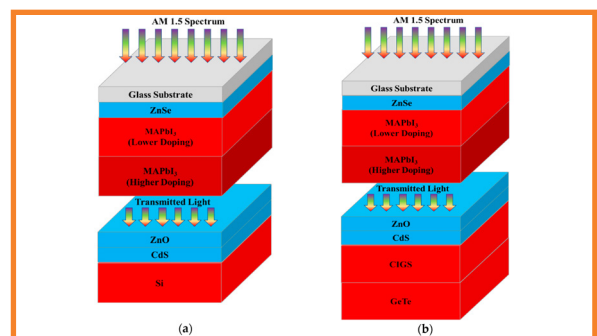 AM 1.5 Spectrum
Glass Substrate
ZnSe
MAPbI₃
(Lower Doping)
MAPbI₃
(Higher Doping)
Transmitted Light
ZnO
CdS
Si
(a)
AM 1.5 Spectrum
Glass Substrate
ZnSe
MAPbI₃
(Lower Doping)
MAPbI₃
(Higher Doping)
Transmitted Light
ZnO
CdS
CIGS
GeTe
(b)